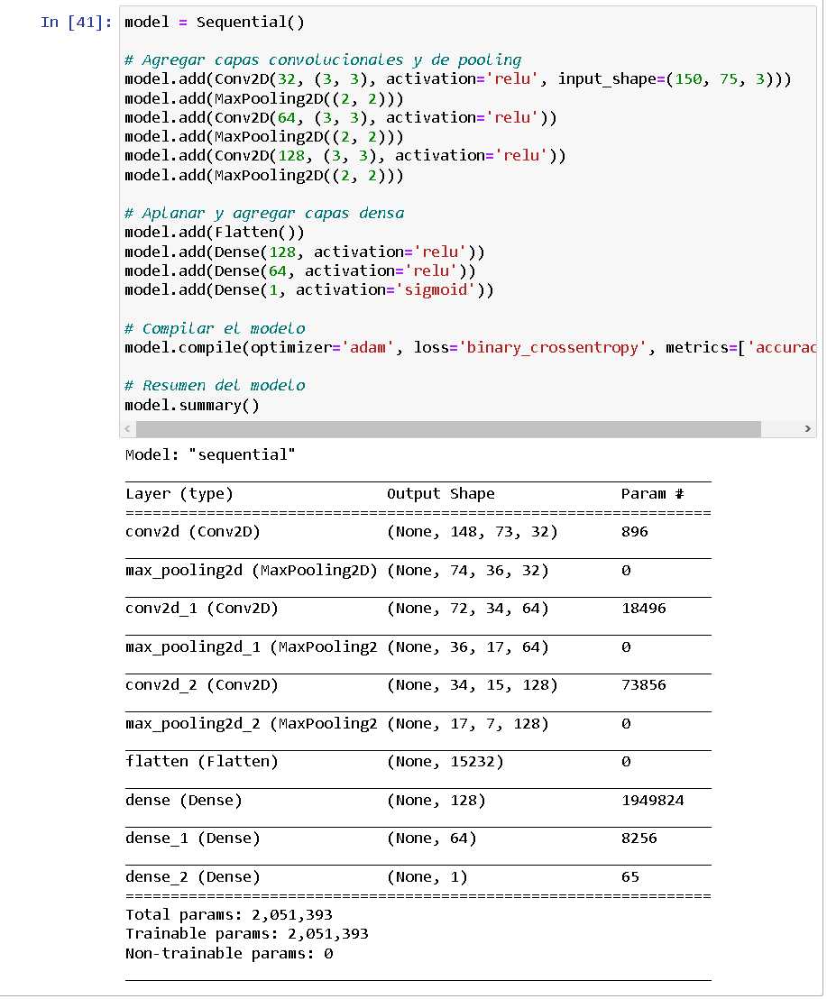 In [41]: model = Sequential()
# Agregar capas convolucionales y de pooling
model.add(Conv2D(32, (3, 3), activation='relu', input_shape=(150, 75, 3)))
model.add(MaxPooling2D((2, 2)))
model.add(Conv2D(64, (3, 3), activation='relu'))
model.add(MaxPooling2D((2, 2)))
model.add(Conv2D(128, (3, 3), activation='relu'))
model.add(MaxPooling2D((2, 2)))
# Aplanar y agregar capas densa
model.add(Flatten())
model.add(Dense(128, activation='relu'))
model.add(Dense(64, activation='relu'))
model.add(Dense(1, activation='sigmoid'))
# Compilar el modelo
model.compile(optimizer='adam', loss='binary_crossentropy', metrics=['accurac
# Resumen del modelo
model.summary()
Model: "sequential"
Layer (type) Output Shape Param #
=================================================================
conv2d (Conv2D) (None, 148, 73, 32) 896
max_pooling2d (MaxPooling2D) (None, 74, 36, 32) 0
conv2d_1 (Conv2D) (None, 72, 34, 64) 18496
max_pooling2d_1 (MaxPooling2 (None, 36, 17, 64) 0
conv2d_2 (Conv2D) (None, 34, 15, 128) 73856
max_pooling2d_2 (MaxPooling2 (None, 17, 7, 128) 0
flatten (Flatten) (None, 15232) 0
dense (Dense) (None, 128) 1949824
dense_1 (Dense) (None, 64) 8256
dense_2 (Dense) (None, 1) 65
=================================================================
Total params: 2,051,393
Trainable params: 2,051,393
Non-trainable params: 0